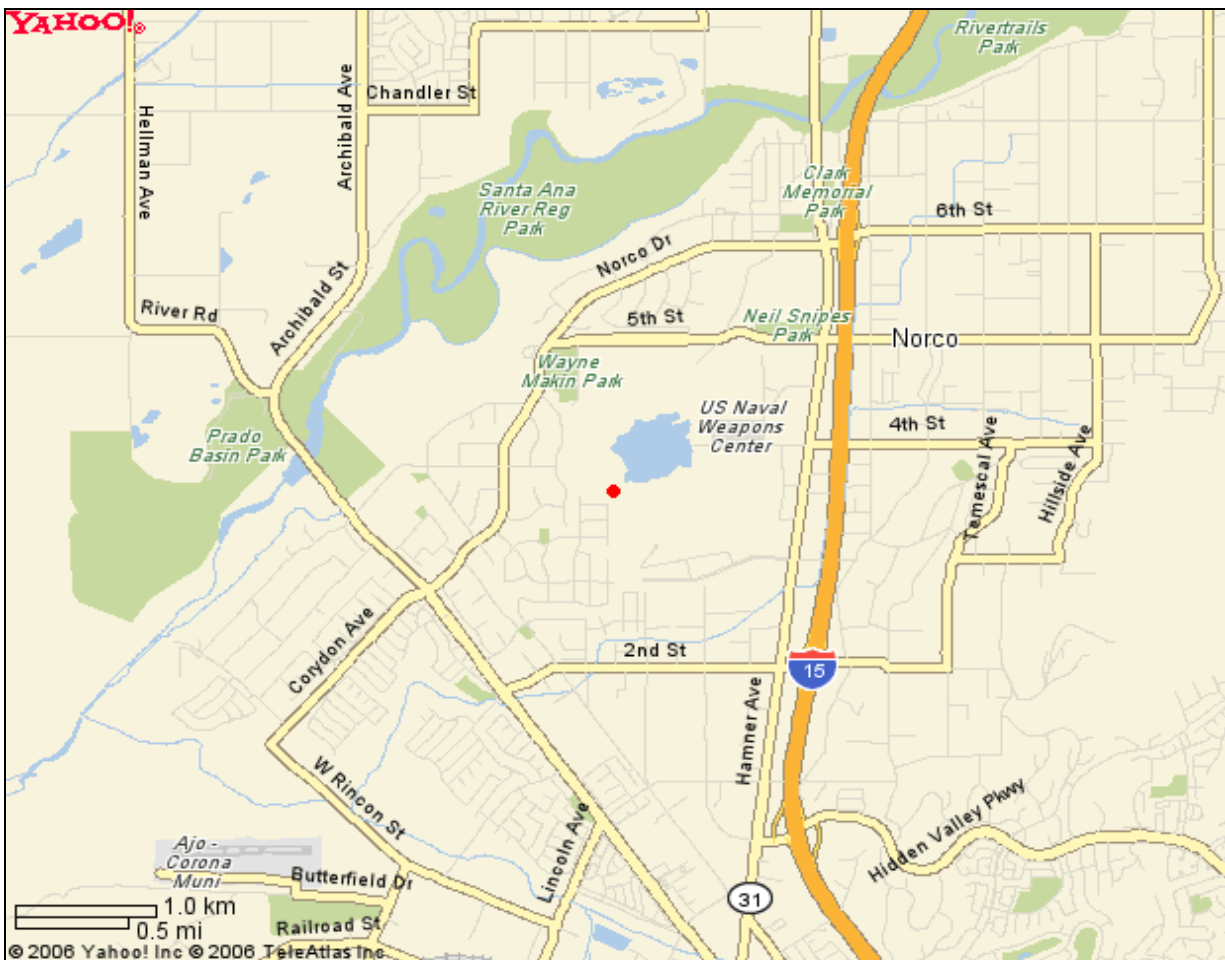 YAHOO!®
Rivertrails
Park
Chandler St
Archibald Ave
Hellman Ave
Clark
Memorial
Park
Santa Ana
River Reg
Park
6th St
Norco Dr
Archibald St
River Rd
5th St
Neil Snipes
Park
Norco
Wayne
Makin Park
US Naval
Weapons
Center
4th St
Prado
Basin Park
Temescal Ave
Hillside Ave
Corydon Ave
2nd St
15
Hamner Ave
W Rincon St
Hidden Valley Pkwy
Lincoln Ave
Ajo -
Corona
Muni
Butterfield Dr
31
1.0 km
0.5 mi
Railroad St
© 2006 Yahoo! Inc © 2006 TeleAtlas Inc